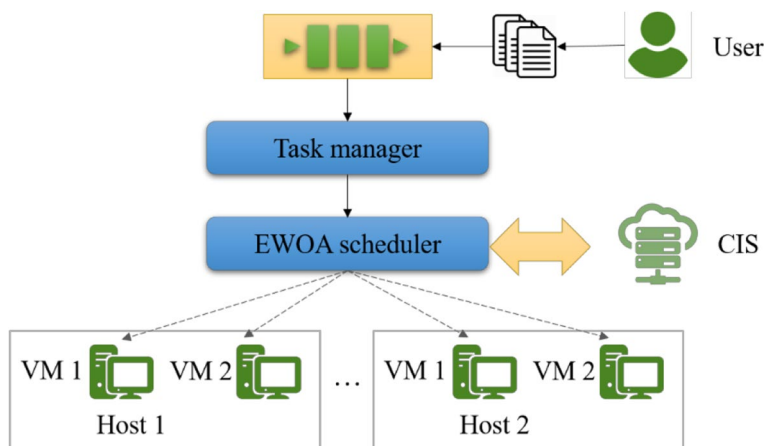 User
Task manager
EWOA scheduler
CIS
VM 1 VM 2 ... VM 1 VM 2
Host 1 Host 2